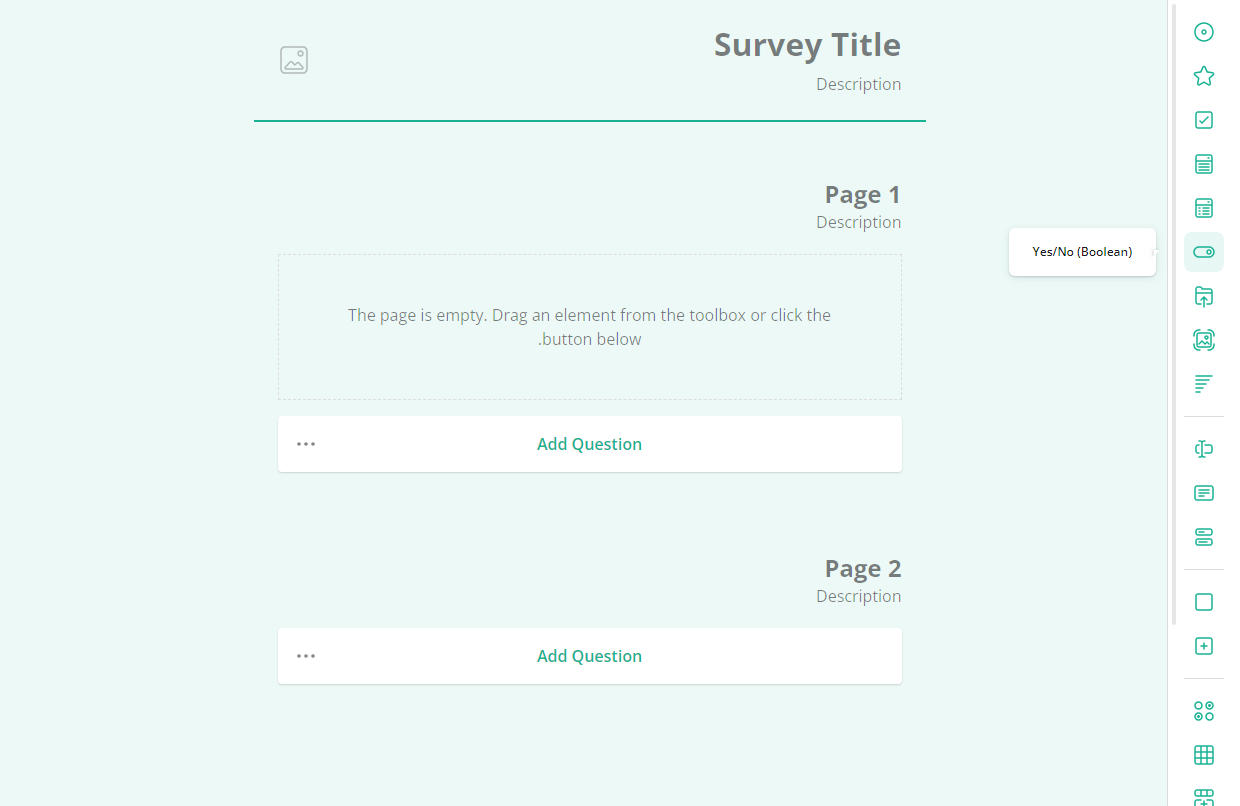 Survey Title
Description
Page 1
Description
Yes/No (Boolean)
The page is empty. Drag an element from the toolbox or click the
.button below
Add Question
Page 2
Description
Add Question